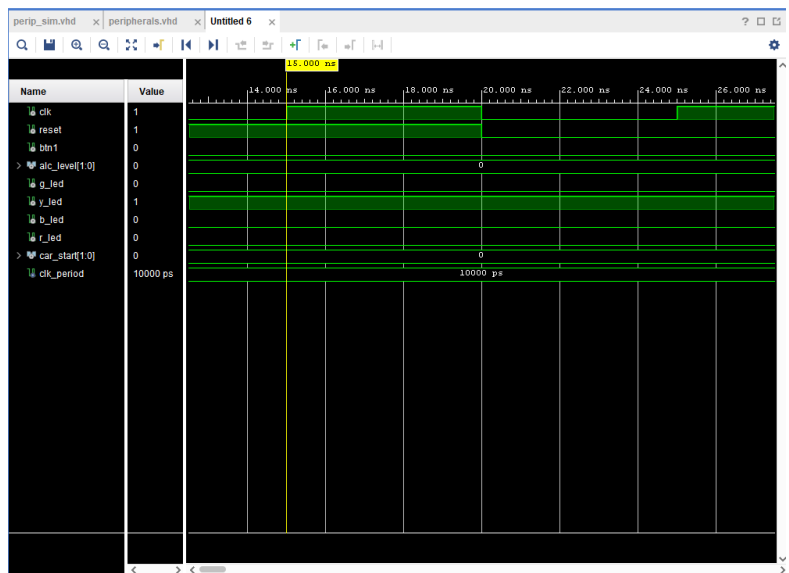 perip_sim.vhd × peripherals.vhd × Untitled 6 × ?
15.000 ns
Name Value
14.000 ns 16.000 ns 18.000 ns 20.000 ns 22.000 ns 24.000 ns 26.000 ns
clk 1
reset 1
btn1 0
alc_level[1:0] 0 0
g_led 0
y_led 1
b_led 0
r_led 0
car_start[1:0] 0 0
clk_period 10000 ps 10000 ps